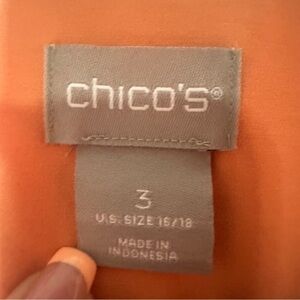 chico's®
3
U.S. SIZE 16/18
MADE IN
INDONESIA